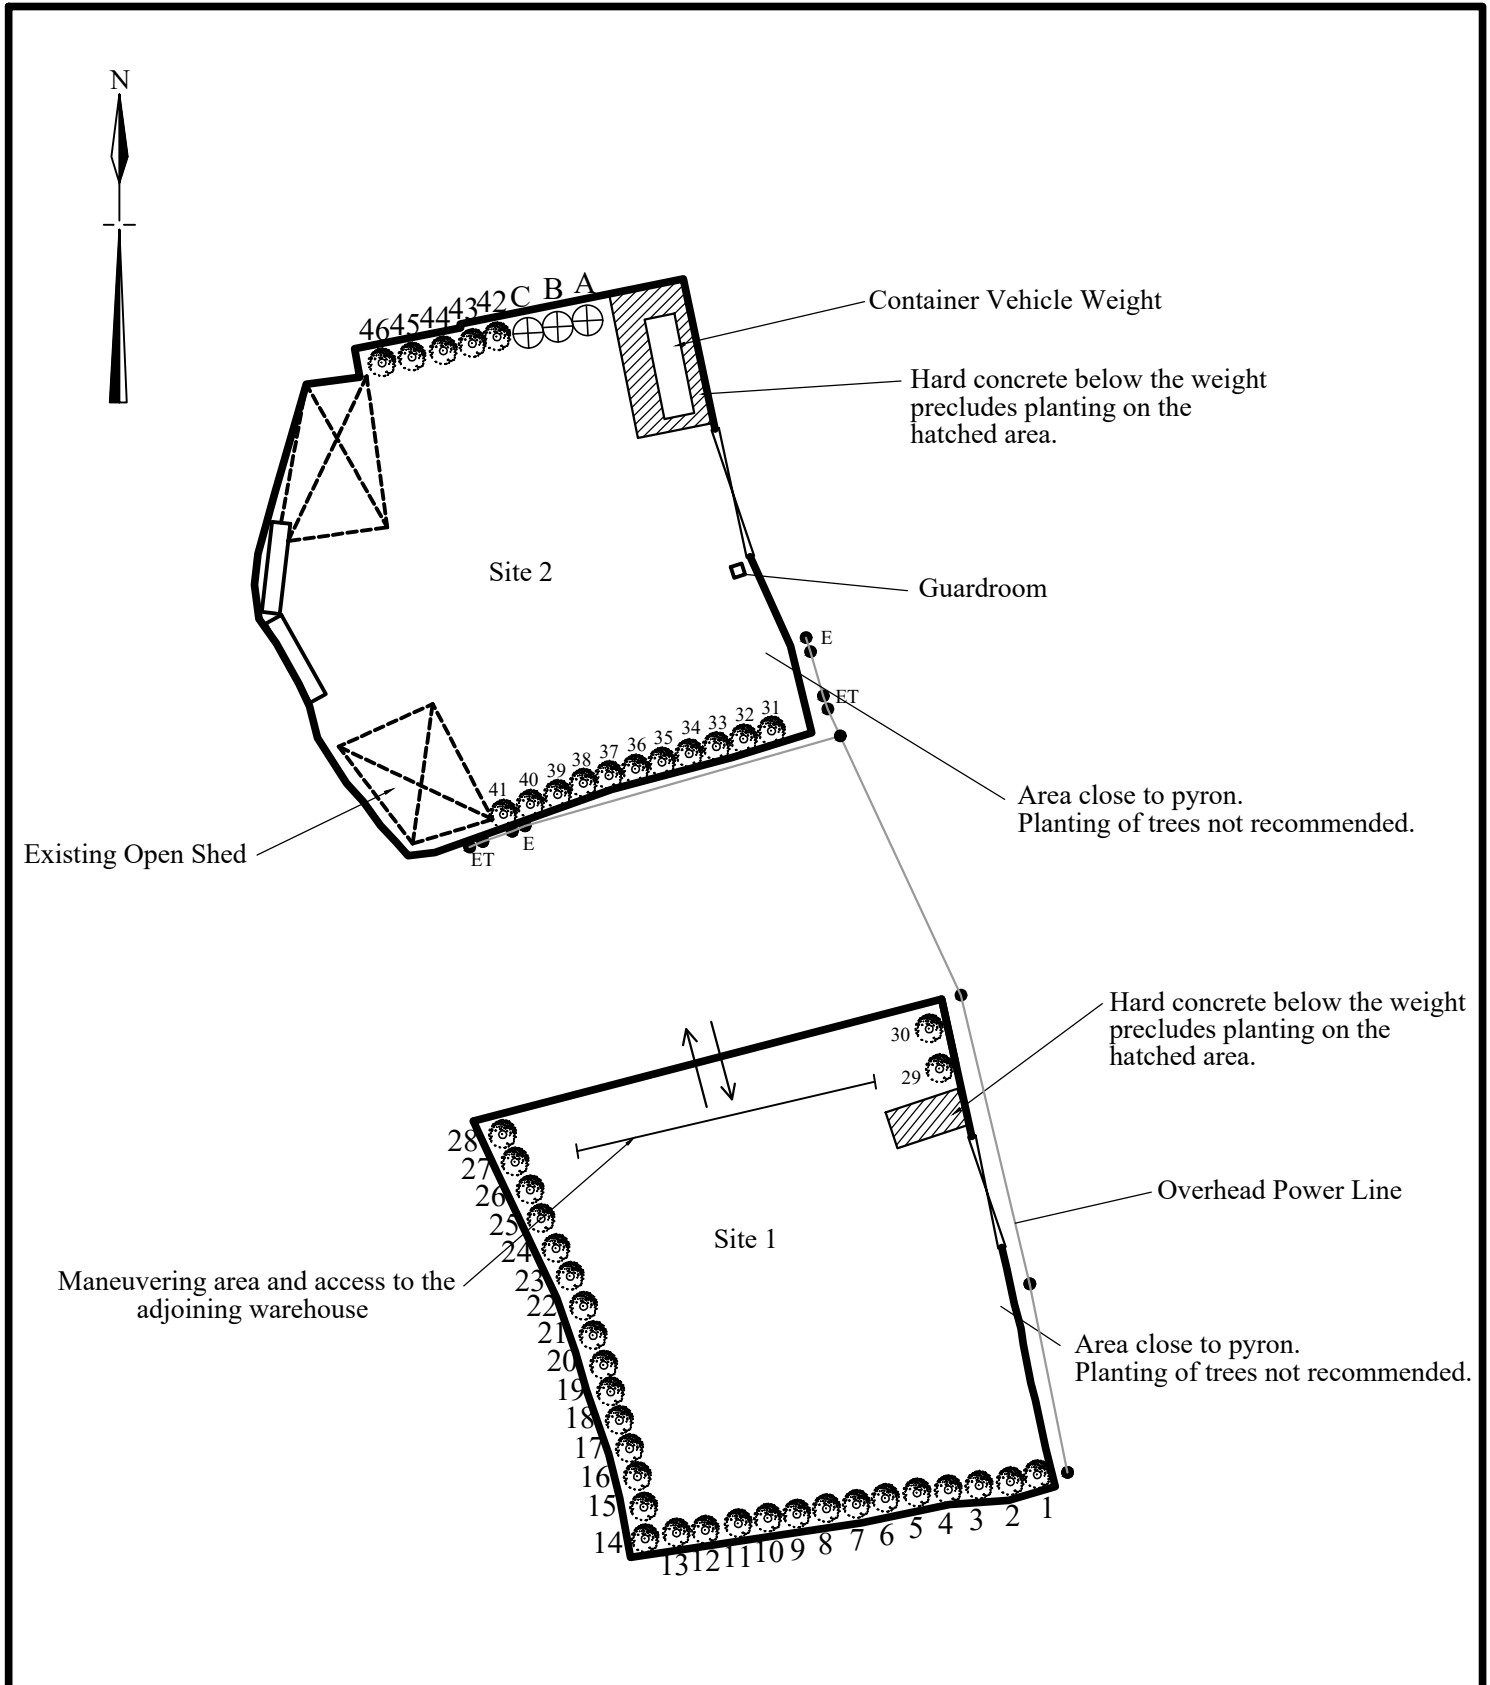 N
46 45 44 43 42 C B A
Container Vehicle Weight
Hard concrete below the weight
precludes planting on the
hatched area.
Site 2
Guardroom
E
ET
41 40 39 38 37 36 35 34 33 32 31
Area close to pyron.
Planting of trees not recommended.
Existing Open Shed
E
ET
Hard concrete below the weight
precludes planting on the
hatched area.
30
29
28
27
26
25
24
23
22
21
20
19
18
17
16
15
14
Overhead Power Line
Site 1
Maneuvering area and access to the
adjoining warehouse
Area close to pyron.
Planting of trees not recommended.
13 12 11 10 9 8 7 6 5 4 3 2 1